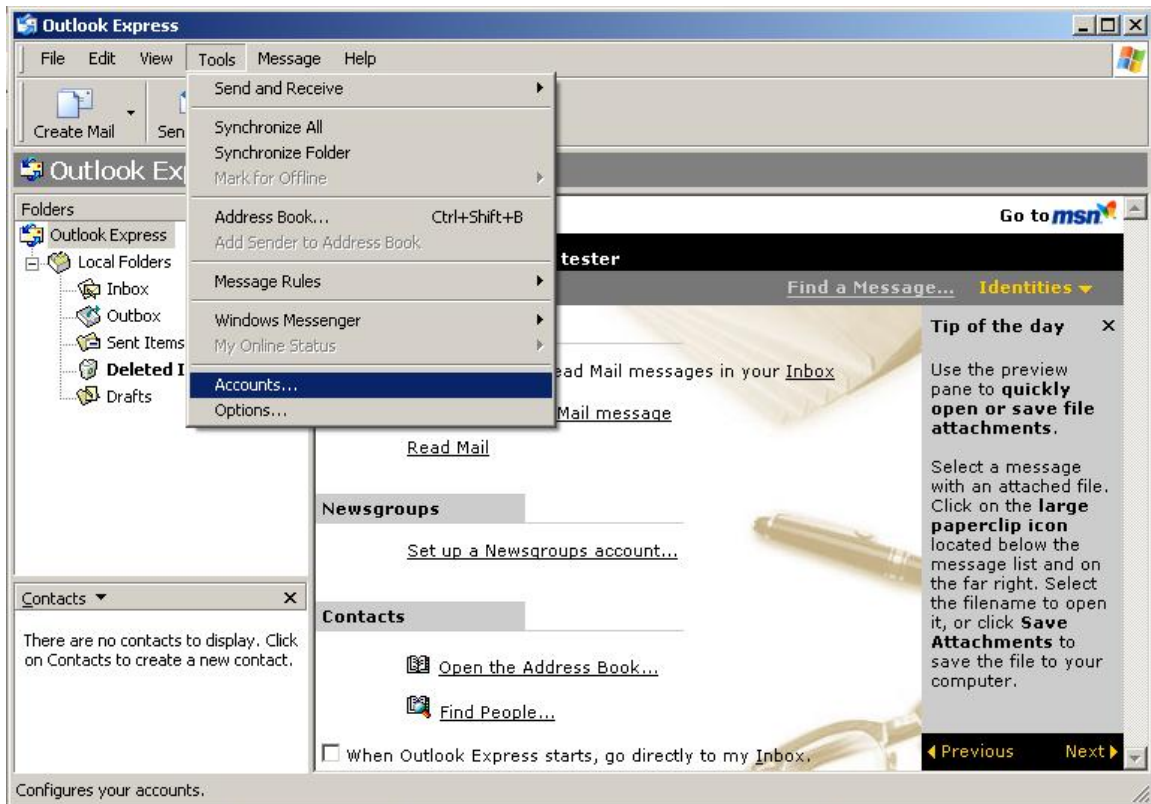 Outlook Express
File Edit View Tools Message Help
Create Mail Sen
Send and Receive
Synchronize All
Synchronize Folder
Mark for Offline
Address Book... Ctrl+Shift+B
Add Sender to Address Book
Message Rules
Windows Messenger
My Online Status
Accounts...
Options...
Outlook Exp
Folders
Outlook Express
Local Folders
Inbox
Outbox
Sent Items
Deleted I
Drafts
Contacts
There are no contacts to display. Click
on Contacts to create a new contact.
Go to msn
tester
Find a Message... Identities
ead Mail messages in your Inbox
Mail message
Read Mail
Newsgroups
Set up a Newsgroups account...
Contacts
Open the Address Book...
Find People...
When Outlook Express starts, go directly to my Inbox.
Tip of the day
Use the preview
pane to quickly
open or save file
attachments.
Select a message
with an attached file.
Click on the large
paperclip icon
located below the
message list and on
the far right. Select
the filename to open
it, or click Save
Attachments to
save the file to your
computer.
Previous Next
Configures your accounts.